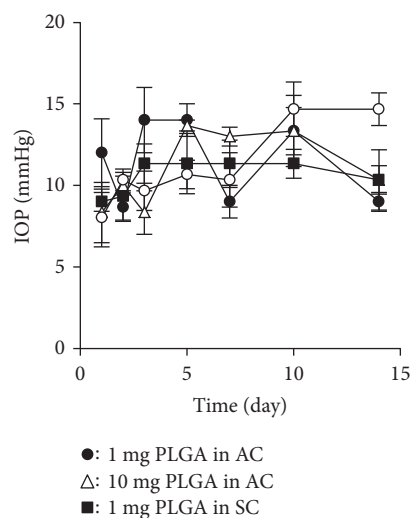 20
15
10
5
0
IOP (mmHg)
0 5 10 15
Time (day)
●: 1 mg PLGA in AC
△: 10 mg PLGA in AC
■: 1 mg PLGA in SC